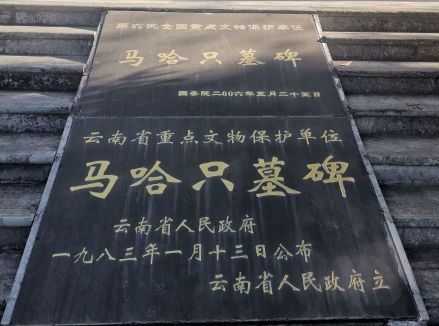 第六批全国重点文物保护单位
马哈只墓碑
国务院二00六年五月二十五日
云南省重点文物保护单位
马哈只墓碑
云南省人民政府
一九八三年一月十三日公布
云南省人民政府立